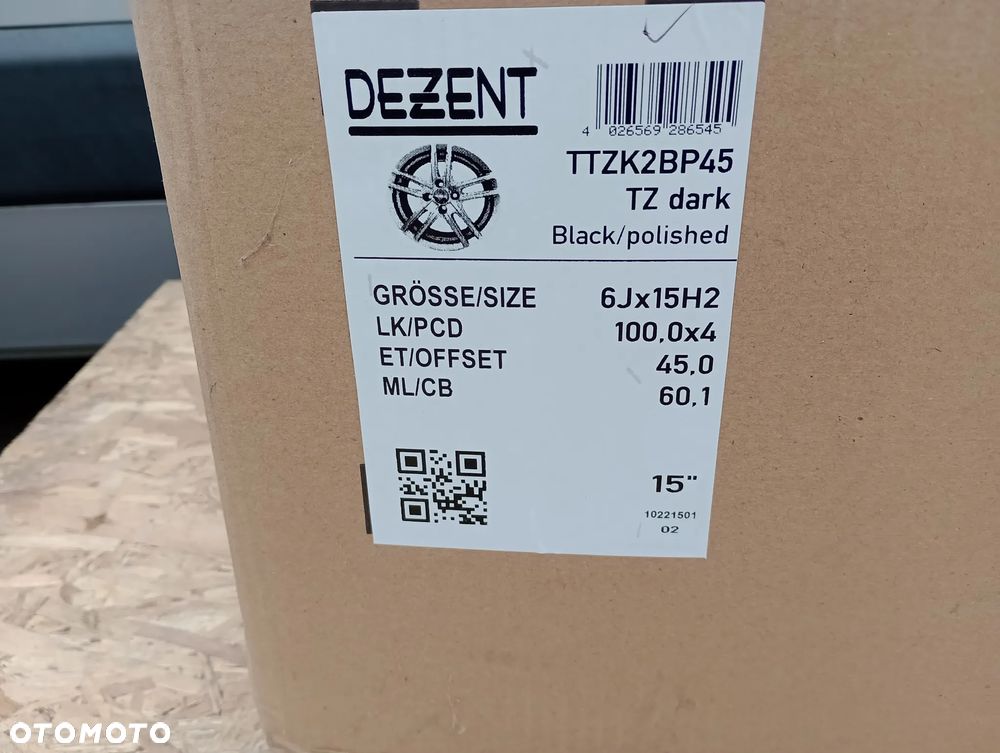 DEZENT
4 026569 286545
TTZK2BP45
TZ dark
Black/polished
GRÖSSE/SIZE 6Jx15H2
LK/PCD 100,0x4
ET/OFFSET 45,0
ML/CB 60,1
15"
10221501
02
OTOMOTO